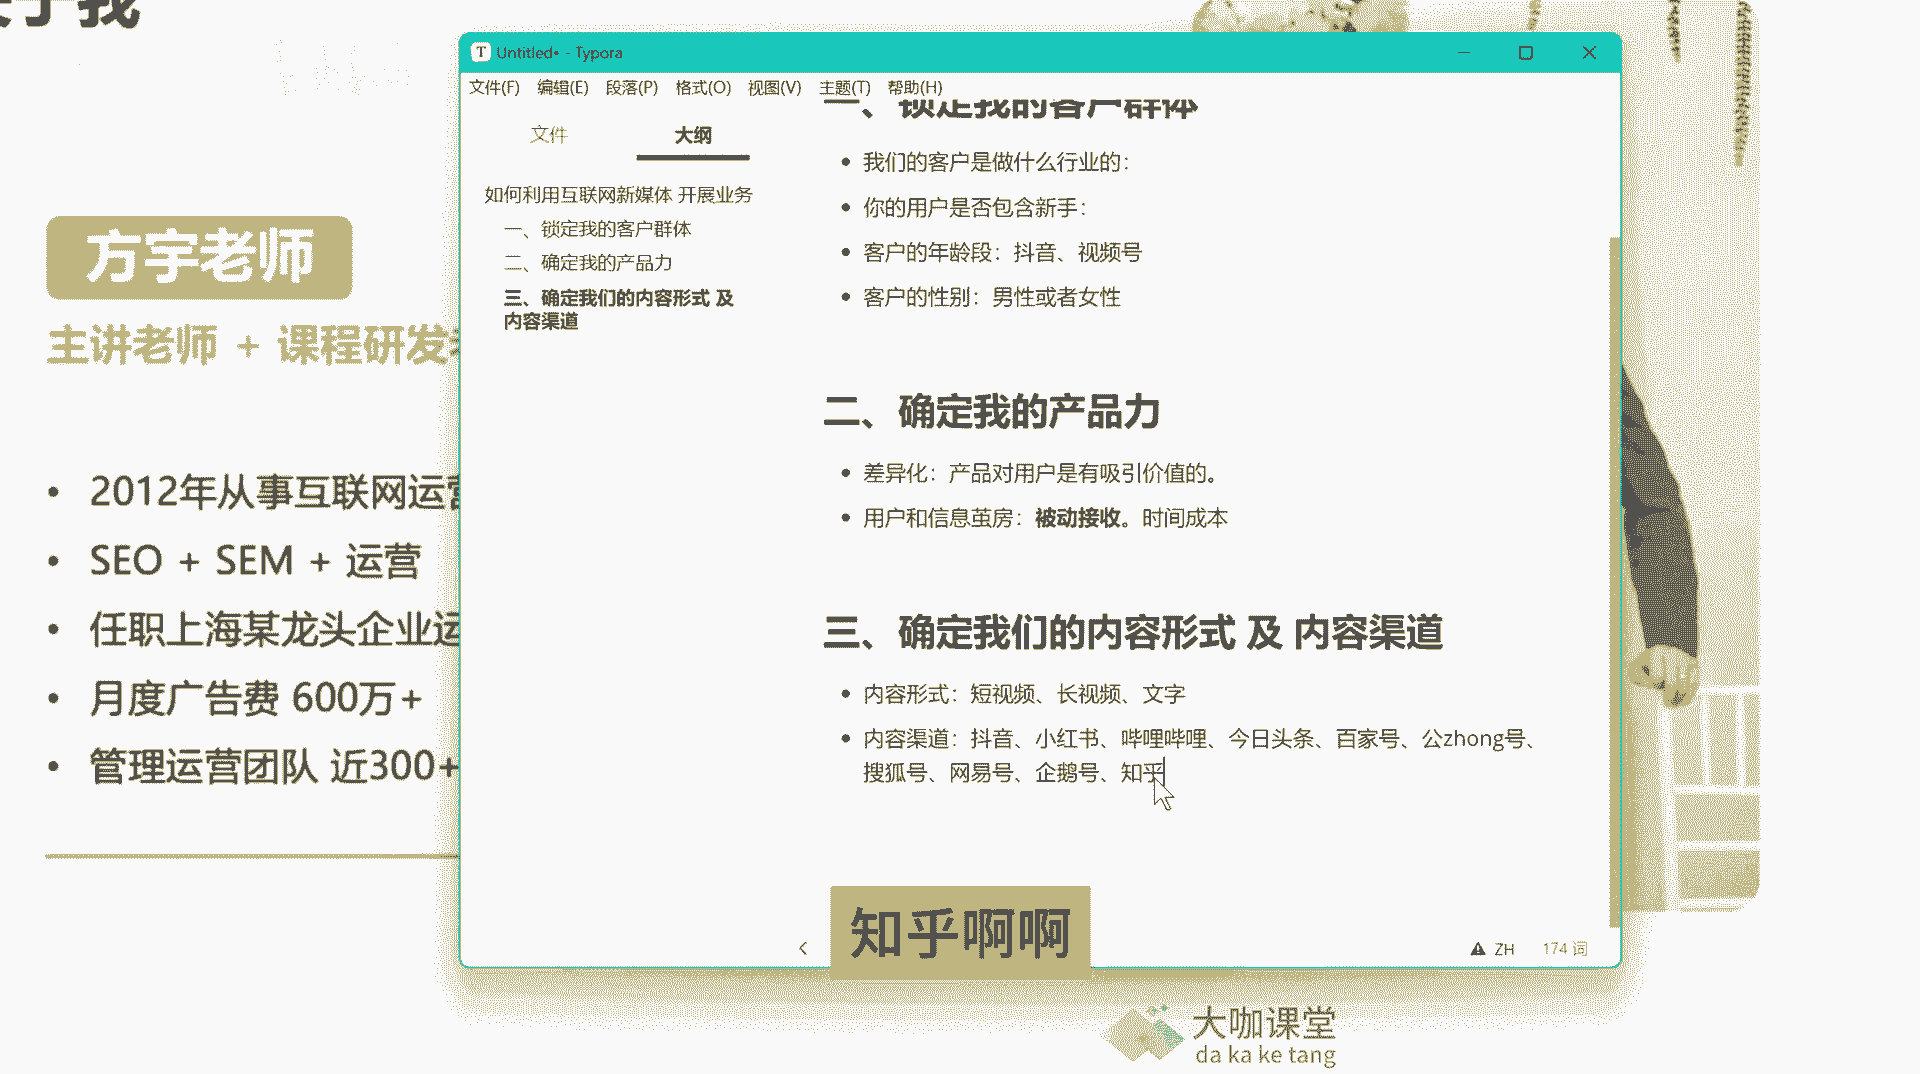 关于我
方宇老师
主讲老师 + 课程研发
2012年从事互联网运营
SEO + SEM + 运营
任职上海某龙头企业运
月度广告费 600万+
管理运营团队 近300+
Untitled• - Typora
文件(F) 编辑(E) 段落(P) 格式(O) 视图(V) 主题(T) 帮助(H)
文件 大纲
如何利用互联网新媒体 开展业务
一、锁定我的客户群体
二、确定我的产品力
三、确定我们的内容形式 及
内容渠道
一、锁定我的客户群体
我们的客户是做什么行业的：
你的用户是否包含新手：
客户的年龄段：抖音、视频号
客户的性别：男性或者女性
二、确定我的产品力
差异化：产品对用户是有吸引价值的。
用户和信息茧房：被动接收。时间成本
三、确定我们的内容形式 及 内容渠道
内容形式：短视频、长视频、文字
内容渠道：抖音、小红书、哔哩哔哩、今日头条、百家号、公zhong号、
搜狐号、网易号、企鹅号、知乎
知乎啊啊
ZH 174 词
大咖课堂
da ka ke tang